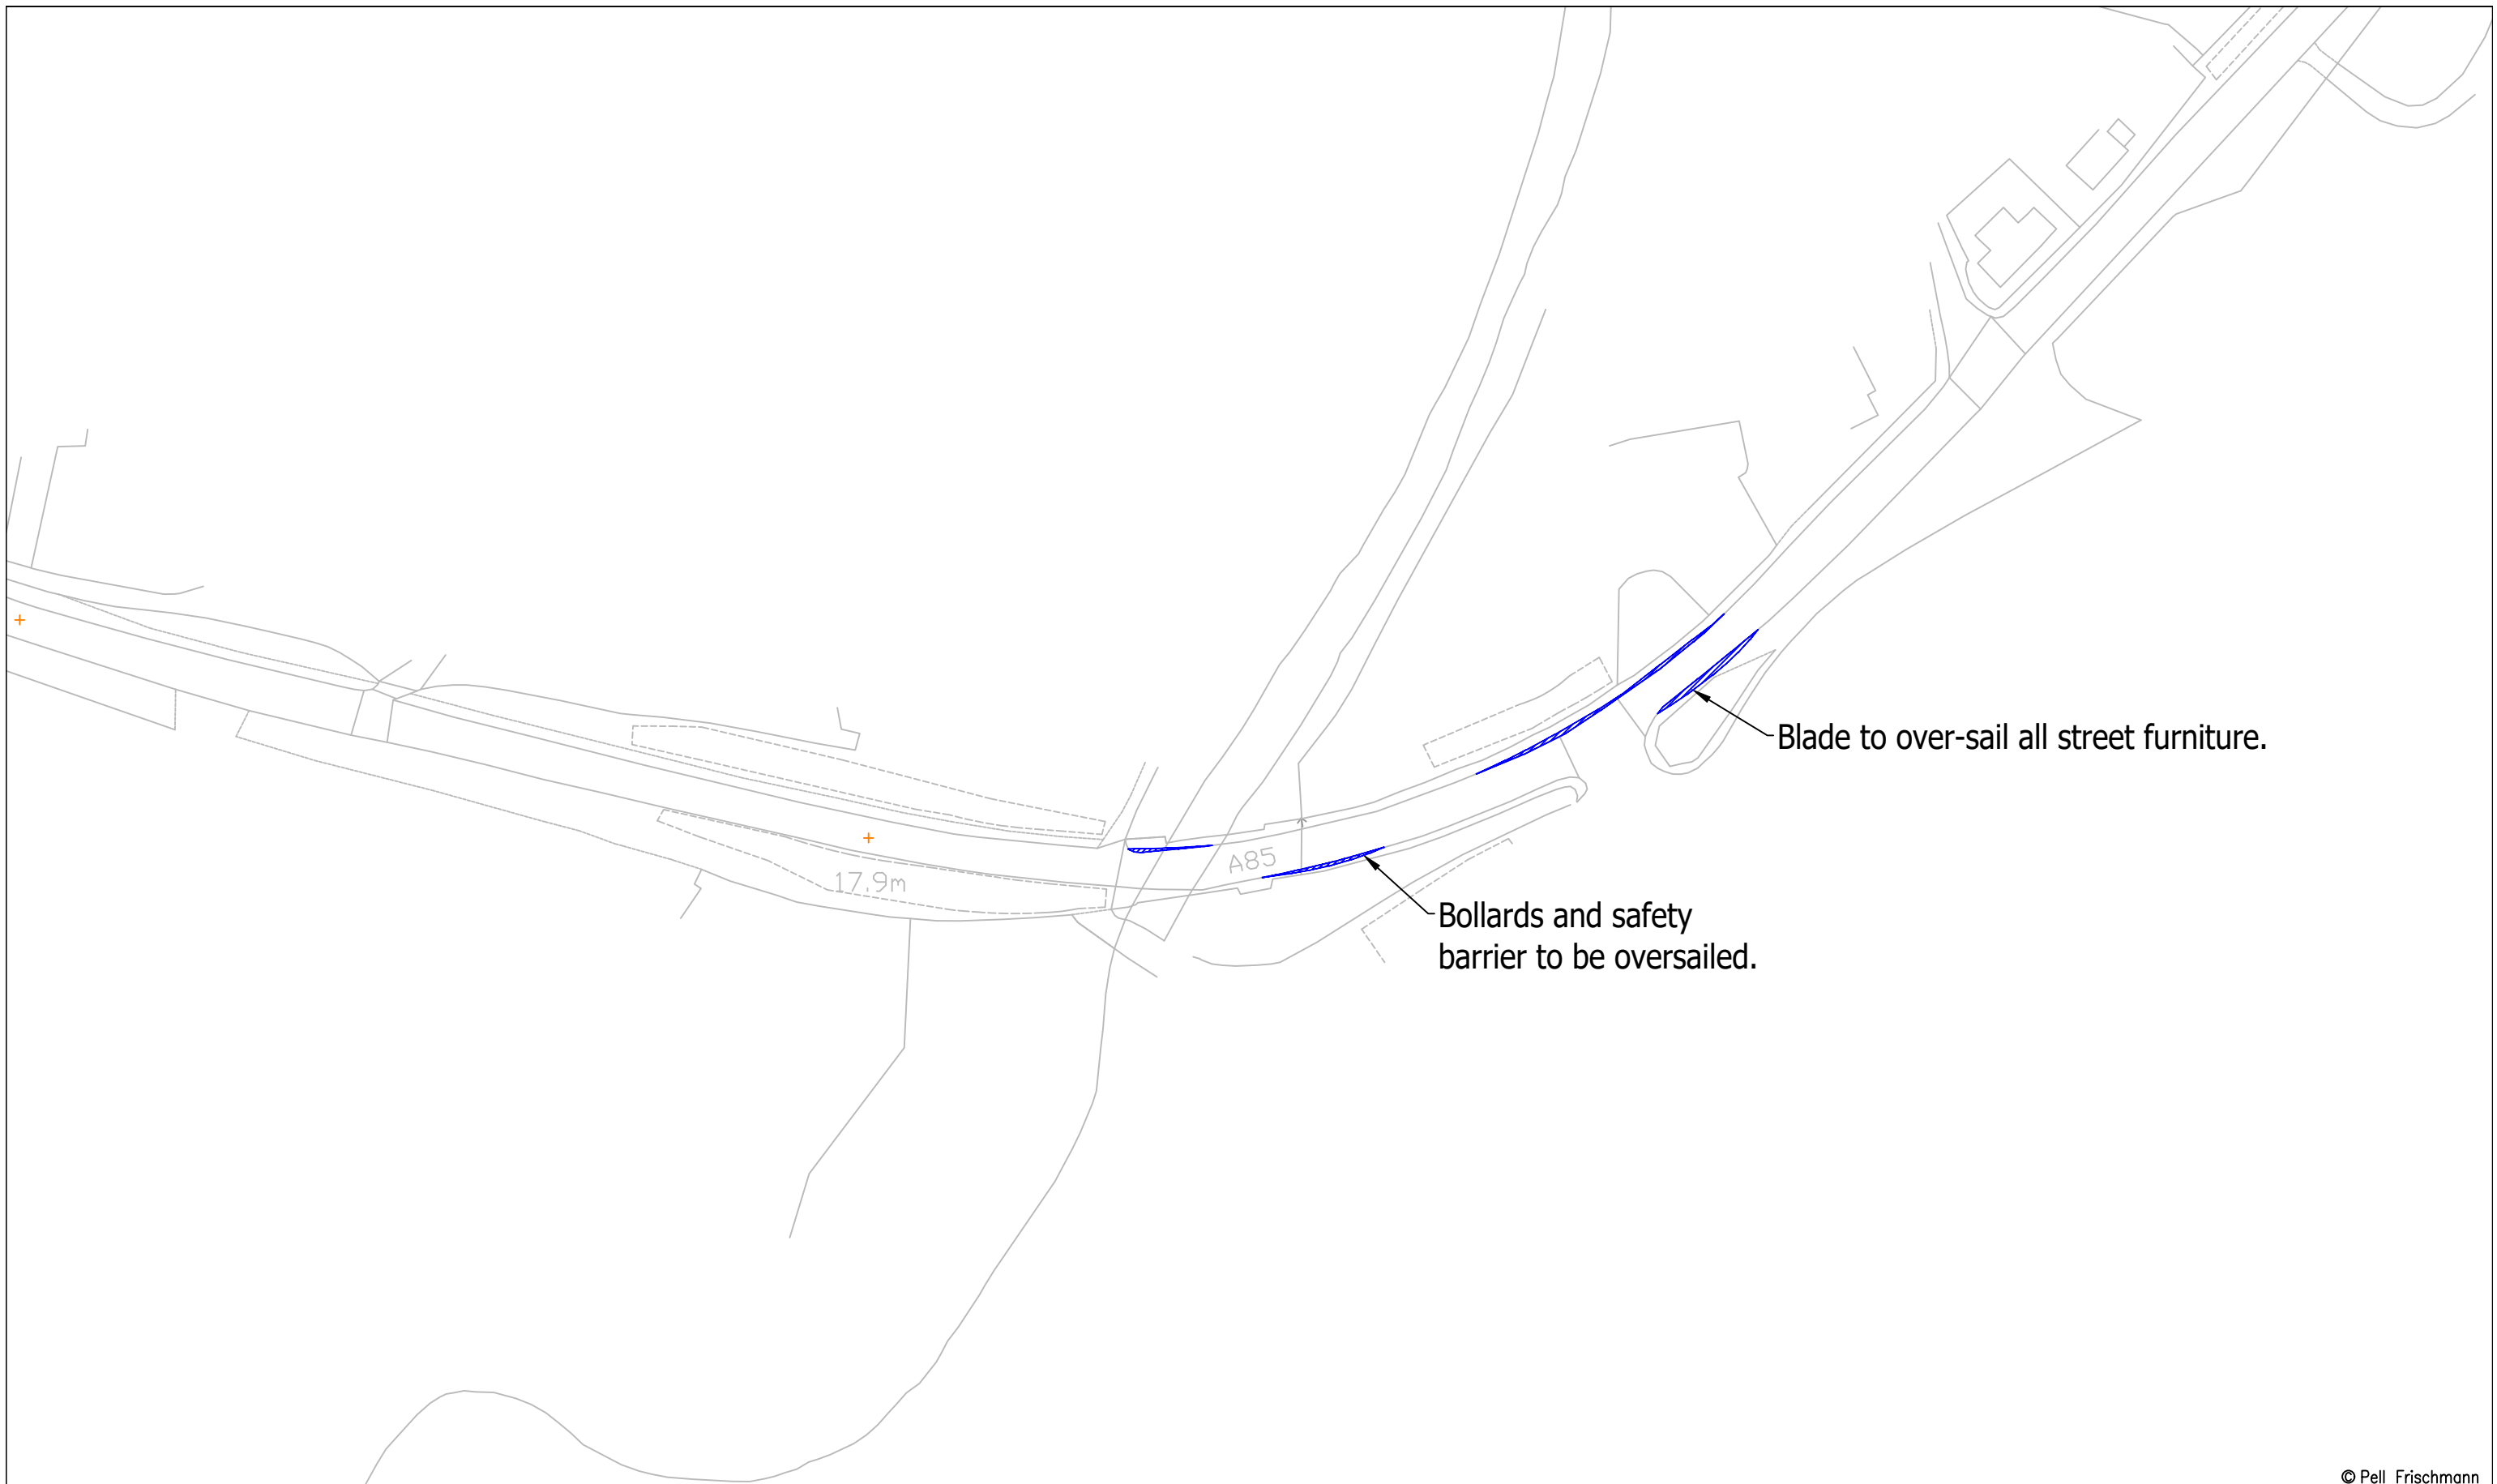 Blade to over-sail all street furniture.
A85
17.9m
Bollards and safety
barrier to be oversailed.
© Pell Frischmann